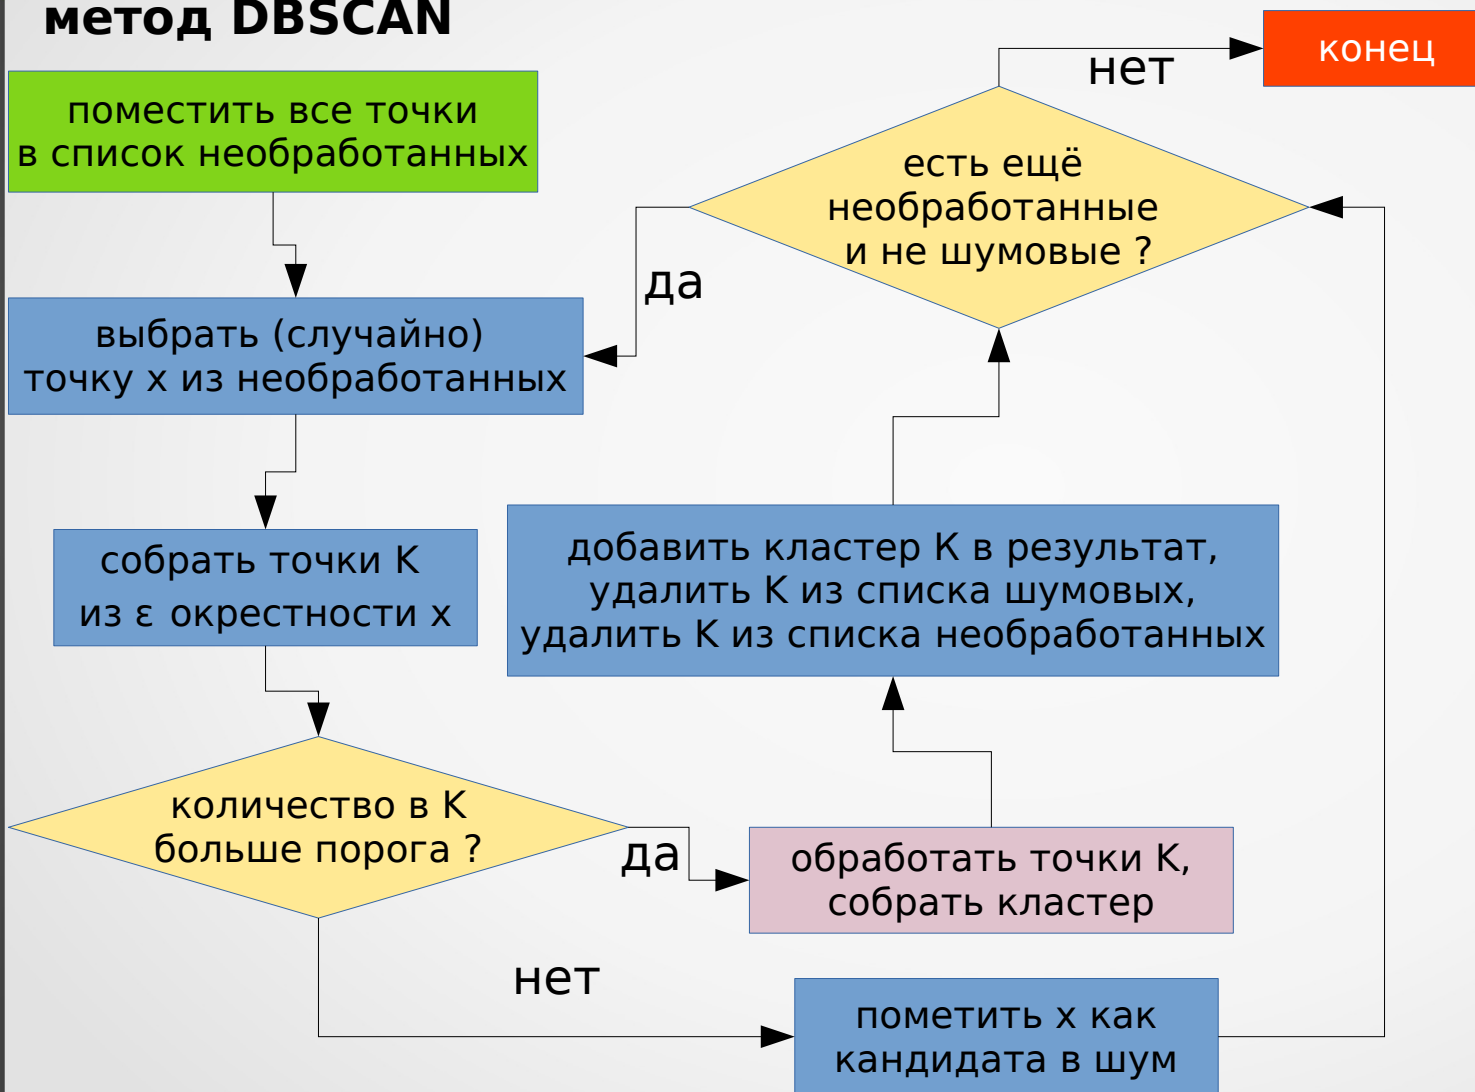 метод DBSCAN
поместить все точки
в список необработанных
выбрать (случайно)
точку x из необработанных
собрать точки K
из ε окрестности x
количество в K
больше порога ?
да
нет
обработать точки K,
собрать кластер
пометить x как
кандидата в шум
добавить кластер K в результат,
удалить K из списка шумовых,
удалить K из списка необработанных
есть ещё
необработанные
и не шумовые ?
да
нет
конец